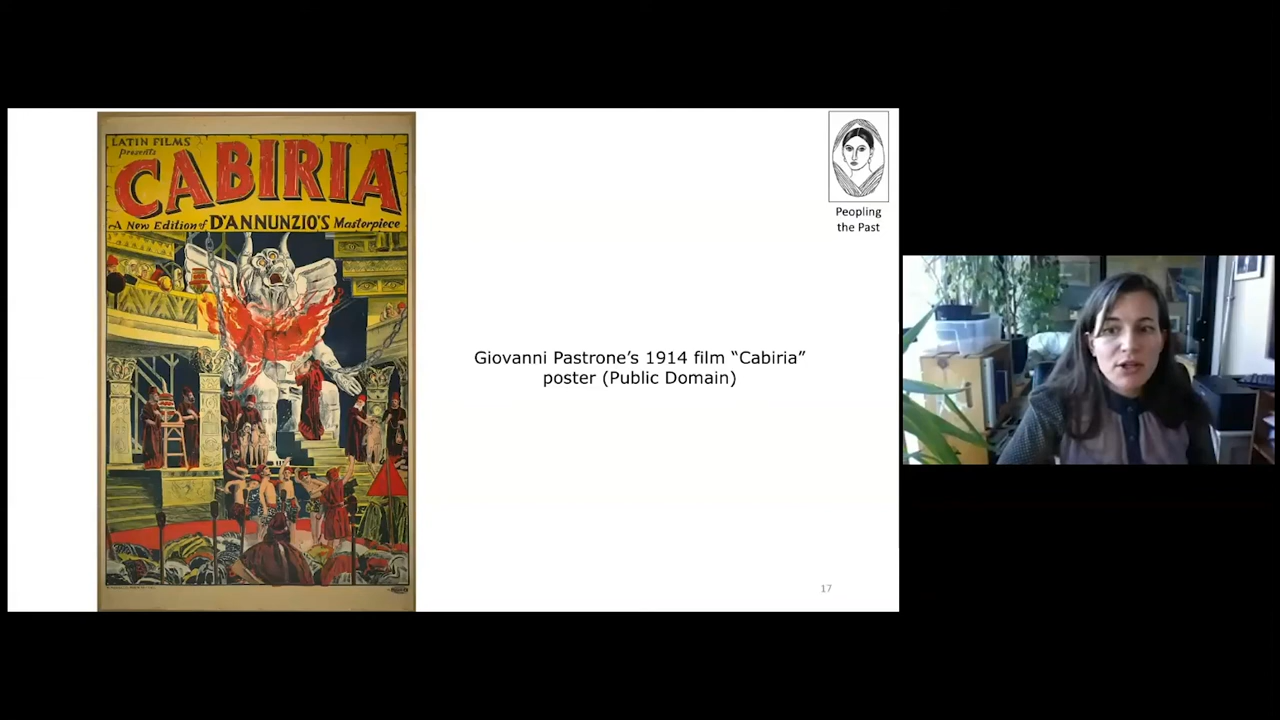 LATIN FILMS
Presents
CABIRIA
A New Edition of D'ANNUNZIO'S Masterpiece
Peopling
the Past
Giovanni Pastrone’s 1914 film “Cabiria”
poster (Public Domain)
17